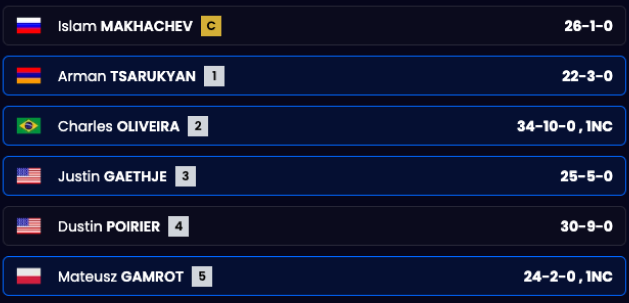 Islam MAKHACHEV C 26-1-0
Arman TSARUKYAN 1 22-3-0
Charles OLIVEIRA 2 34-10-0 , 1NC
Justin GAETHJE 3 25-5-0
Dustin POIRIER 4 30-9-0
Mateusz GAMROT 5 24-2-0 , 1NC